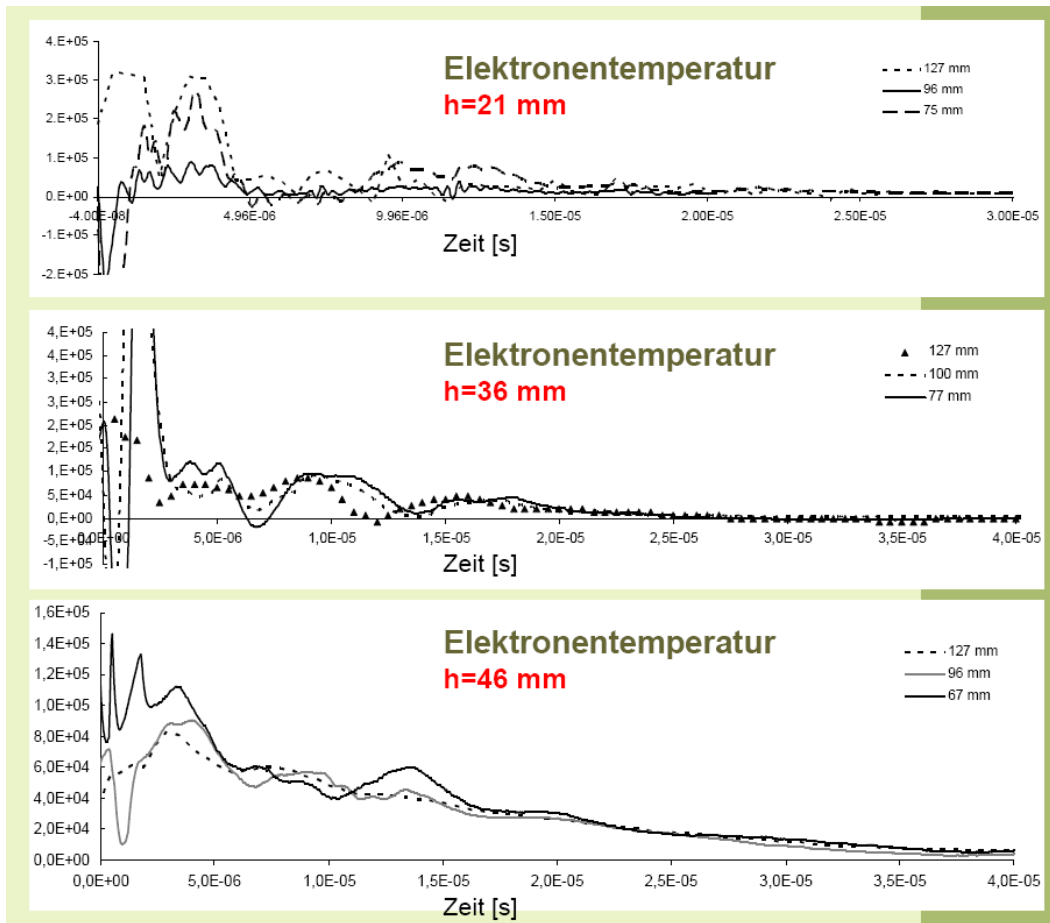 4.E+05
3.E+05
2.E+05
1.E+05
0.E+00
-1.E+05
-2.E+05
-4.00E-08
4.96E-06
9.96E-06
1.50E-05
2.00E-05
2.50E-05
3.00E-05
Elektronentemperatur
h=21 mm
Zeit [s]
127 mm
96 mm
75 mm
4,E+05
4,E+05
3,E+05
3,E+05
2,E+05
2,E+05
1,E+05
5,E+04
0,E+00
-5,E+04
-1,E+05
0,0E+00
5,0E-06
1,0E-05
1,5E-05
2,0E-05
2,5E-05
3,0E-05
3,5E-05
4,0E-05
Elektronentemperatur
h=36 mm
Zeit [s]
127 mm
100 mm
77 mm
1,6E+05
1,6E+05
1,2E+05
1,0E+05
8,0E+04
6,0E+04
4,0E+04
2,0E+04
0,0E+00
0,0E+00
5,0E-06
1,0E-05
1,5E-05
2,0E-05
2,5E-05
3,0E-05
3,5E-05
4,0E-05
Elektronentemperatur
h=46 mm
Zeit [s]
127 mm
96 mm
67 mm